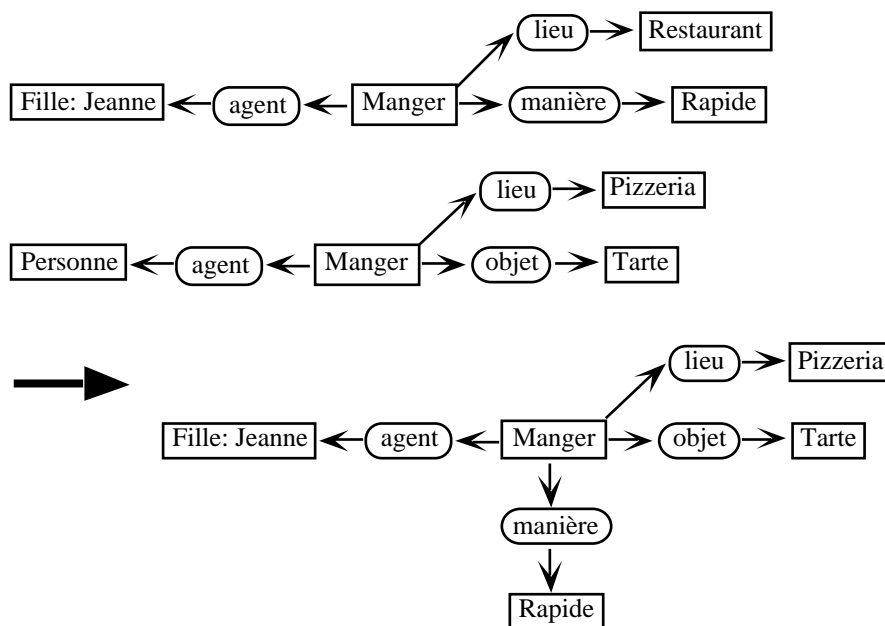 lieu Restaurant
Fille: Jeanne agent Manger manière Rapide
lieu Pizzeria
Personne agent Manger objet Tarte
lieu Pizzeria
Fille: Jeanne agent Manger objet Tarte
manière
Rapide